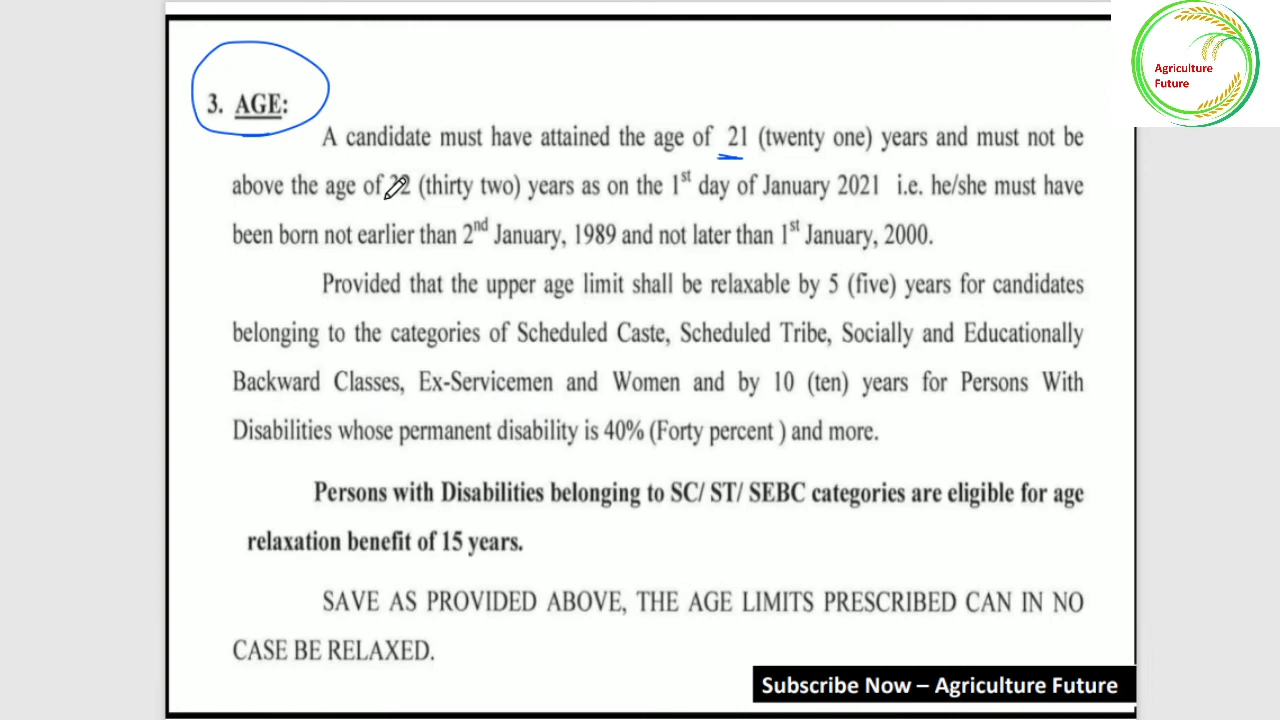 Agriculture
Future
3. AGE:
A candidate must have attained the age of 21 (twenty one) years and must not be
above the age of (thirty two) years as on the 1st day of January 2021 i.e. he/she must have
been born not earlier than 2nd January, 1989 and not later than 1st January, 2000.
Provided that the upper age limit shall be relaxable by 5 (five) years for candidates
belonging to the categories of Scheduled Caste, Scheduled Tribe, Socially and Educationally
Backward Classes, Ex-Servicemen and Women and by 10 (ten) years for Persons With
Disabilities whose permanent disability is 40% (Forty percent ) and more.
Persons with Disabilities belonging to SC/ ST/ SEBC categories are eligible for age
relaxation benefit of 15 years.
SAVE AS PROVIDED ABOVE, THE AGE LIMITS PRESCRIBED CAN IN NO
CASE BE RELAXED.
Subscribe Now – Agriculture Future